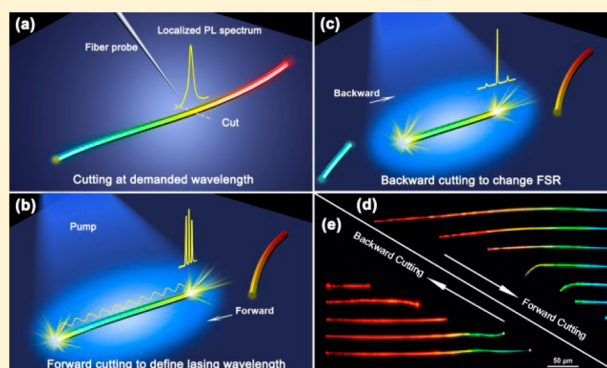 (a)
Localized PL spectrum
Fiber probe
Cut
Cutting at demanded wavelength
(b)
Pump
Forward
Forward cutting to define lasing wavelength
(c)
Backward
Backward cutting to change FSR
(d)
(e)
Backward Cutting
Forward Cutting
50 µm